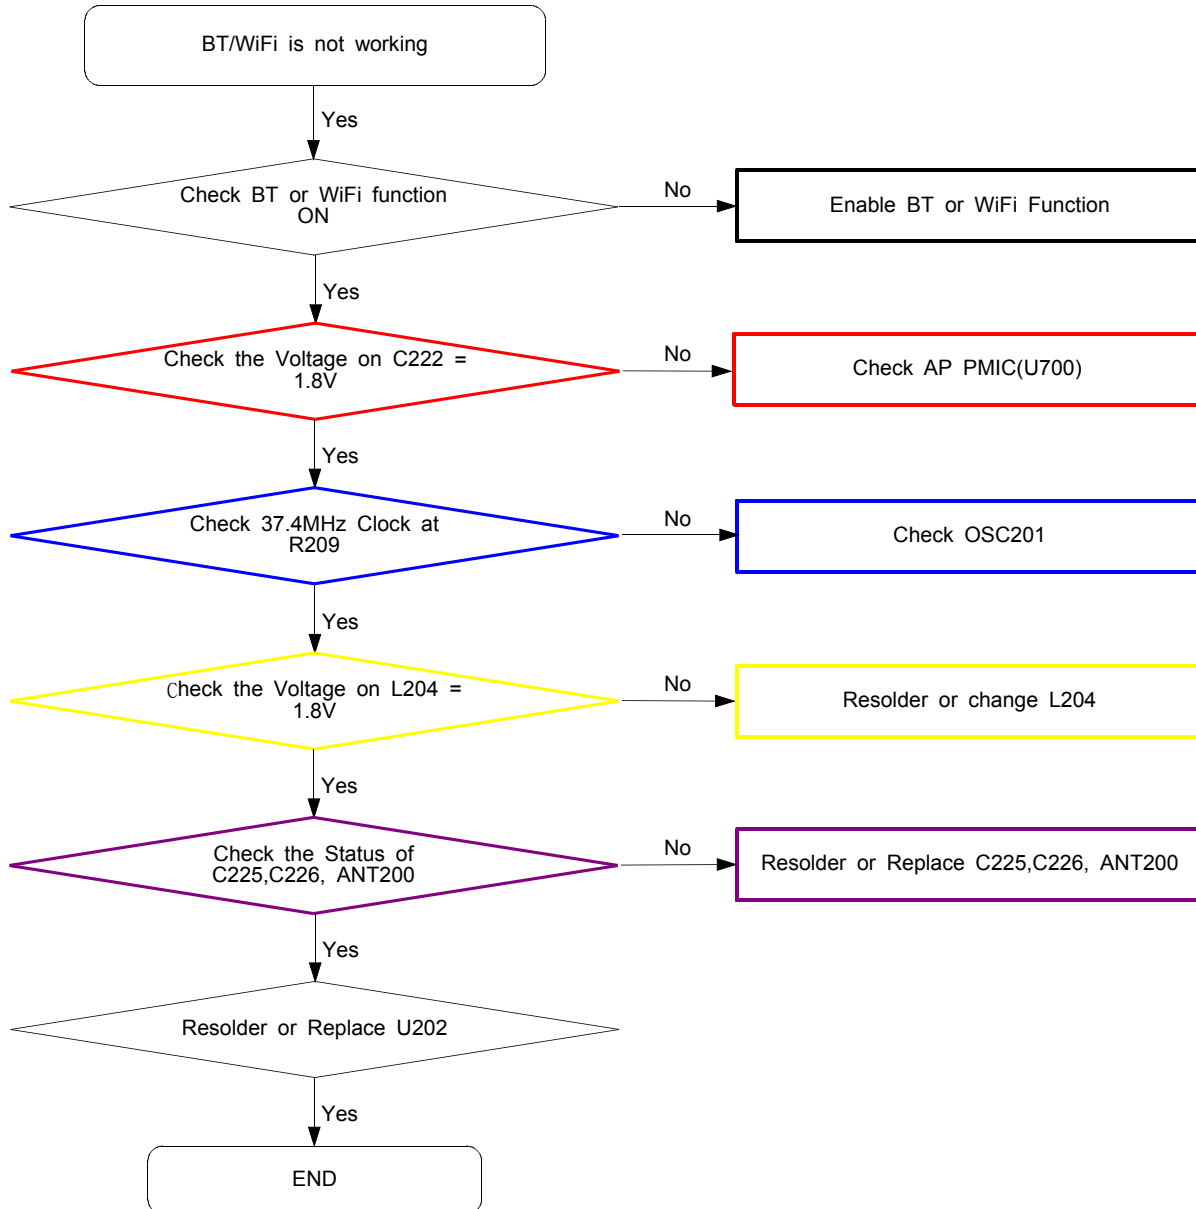 BT/WiFi is not working
Yes
Check BT or WiFi function
ON
No
Enable BT or WiFi Function
Yes
Check the Voltage on C222 =
1.8V
No
Check AP PMIC(U700)
Yes
Check 37.4MHz Clock at
R209
No
Check OSC201
Yes
Check the Voltage on L204 =
1.8V
No
Resolder or change L204
Yes
Check the Status of
C225,C226, ANT200
No
Resolder or Replace C225,C226, ANT200
Yes
Resolder or Replace U202
Yes
END